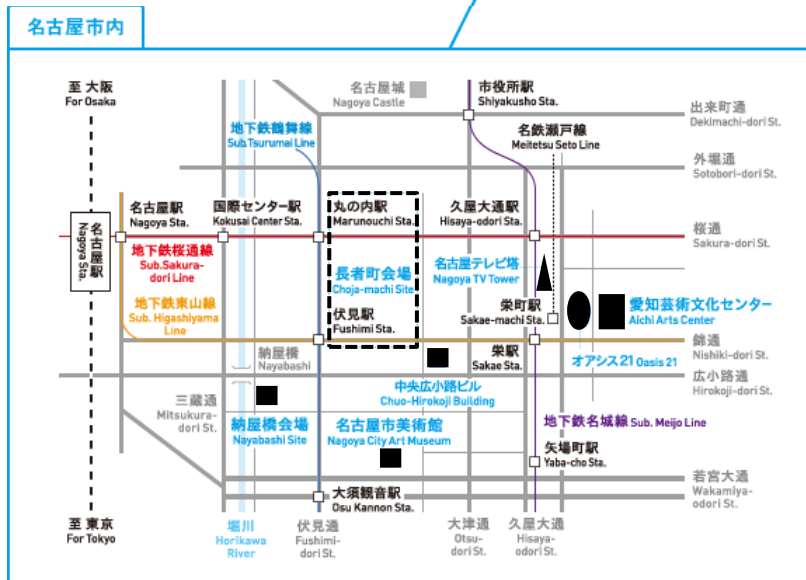 名古屋市内
至 大阪
For Osaka
名古屋城
Nagoya Castle
市役所駅
Shiyakusho Sta.
出来町通
Dekimachi-dori St.
地下鉄鶴舞線
Sub.Tsurumai Line
名鉄瀬戸線
Meitetsu Seto Line
外堀通
Sotobori-dori St.
名古屋駅
Nagoya Sta.
名古屋駅
Nagoya Sta.
国際センター駅
Kokusai Center Sta.
丸の内駅
Marunouchi Sta.
久屋大通駅
Hisaya-odori Sta.
桜通
Sakura-dori St.
地下鉄桜通線
Sub.Sakura-
dori Line
長者町会場
Choja-machi Site
名古屋テレビ塔
Nagoya TV Tower
地下鉄東山線
Sub. Higashiyama
Line
伏見駅
Fushimi Sta.
栄町駅
Sakae-machi Sta.
愛知芸術文化センター
Aichi Arts Center
納屋橋
Nayabashi
栄駅
Sakae Sta.
オアシス21 Oasis 21
錦通
Nishiki-dori St.
広小路通
Hirokoji-dori St.
三蔵通
Mitsukura-
dori St.
中央広小路ビル
Chuo-Hirokoji Building
納屋橋会場
Nayabashi Site
名古屋市美術館
Nagoya City Art Museum
地下鉄名城線 Sub. Meijo Line
矢場町駅
Yaba-cho Sta.
若宮大通
Wakamiya-
odori St.
大須観音駅
Osu Kannon Sta.
至 東京
For Tokyo
堀川
Horikawa
River
伏見通
Fushimi-
dori St.
大津通
Otsu-
dori St.
久屋大通
Hisaya-
odori St.